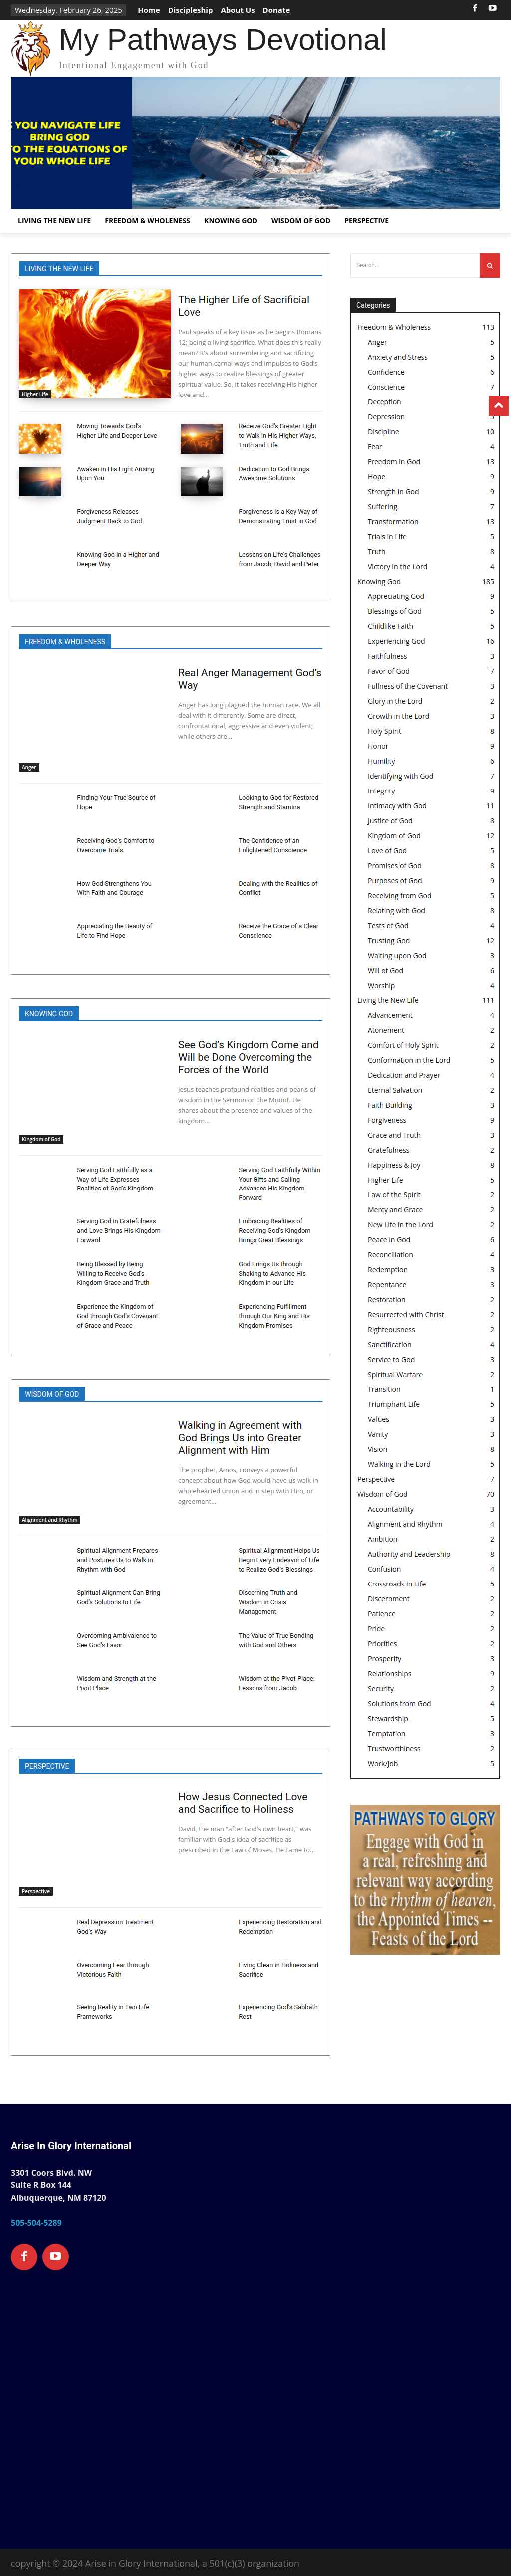 Wednesday, February 26, 2025
Home Discipleship About Us Donate
My Pathways Devotional
Intentional Engagement with God
S YOU NAVIGATE LIFE
BRING GOD
TO THE EQUATIONS OF
YOUR WHOLE LIFE
LIVING THE NEW LIFE FREEDOM & WHOLENESS KNOWING GOD WISDOM OF GOD PERSPECTIVE
LIVING THE NEW LIFE
Higher Life
The Higher Life of Sacrificial
Love
Paul speaks of a key issue as he begins Romans
12; being a living sacrifice. What does this really
mean? It's about surrendering and sacrificing
our human-carnal ways and impulses to God's
higher ways to realize blessings of greater
spiritual value. So, it takes receiving His higher
love and...
Moving Towards God's
Higher Life and Deeper Love
Receive God's Greater Light
to Walk in His Higher Ways,
Truth and Life
Awaken in His Light Arising
Upon You
Dedication to God Brings
Awesome Solutions
Forgiveness Releases
Judgment Back to God
Forgiveness is a Key Way of
Demonstrating Trust in God
Knowing God in a Higher and
Deeper Way
Lessons on Life's Challenges
from Jacob, David and Peter
FREEDOM & WHOLENESS
Anger
Real Anger Management God's
Way
Anger has long plagued the human race. We all
deal with it differently. Some are direct,
confrontational, aggressive and even violent;
while others are...
Finding Your True Source of
Hope
Looking to God for Restored
Strength and Stamina
Receiving God's Comfort to
Overcome Trials
The Confidence of an
Enlightened Conscience
How God Strengthens You
With Faith and Courage
Dealing with the Realities of
Conflict
Appreciating the Beauty of
Life to Find Hope
Receive the Grace of a Clear
Conscience
KNOWING GOD
Kingdom of God
See God's Kingdom Come and
Will be Done Overcoming the
Forces of the World
Jesus teaches profound realities and pearls of
wisdom in the Sermon on the Mount. He
shares about the presence and values of the
kingdom...
Serving God Faithfully as a
Way of Life Expresses
Realities of God's Kingdom
Serving God Faithfully Within
Your Gifts and Calling
Advances His Kingdom
Forward
Serving God in Gratefulness
and Love Brings His Kingdom
Forward
Embracing Realities of
Receiving God's Kingdom
Brings Great Blessings
Being Blessed by Being
Willing to Receive God's
Kingdom Grace and Truth
God Brings Us through
Shaking to Advance His
Kingdom in our Life
Experience the Kingdom of
God through God's Covenant
of Grace and Peace
Experiencing Fulfillment
through Our King and His
Kingdom Promises
WISDOM OF GOD
Alignment and Rhythm
Walking in Agreement with
God Brings Us into Greater
Alignment with Him
The prophet, Amos, conveys a powerful
concept about how God would have us walk in
wholehearted union and in step with Him, or
agreement...
Spiritual Alignment Prepares
and Postures Us to Walk in
Rhythm with God
Spiritual Alignment Helps Us
Begin Every Endeavor of Life
to Realize God's Blessings
Spiritual Alignment Can Bring
God's Solutions to Life
Discerning Truth and
Wisdom in Crisis
Management
Overcoming Ambivalence to
See God's Favor
The Value of True Bonding
with God and Others
Wisdom and Strength at the
Pivot Place
Wisdom at the Pivot Place:
Lessons from Jacob
PERSPECTIVE
Perspective
How Jesus Connected Love
and Sacrifice to Holiness
David, the man "after God's own heart," was
familiar with God's idea of sacrifice as
prescribed in the Law of Moses. He came to...
Real Depression Treatment
God's Way
Experiencing Restoration and
Redemption
Overcoming Fear through
Victorious Faith
Living Clean in Holiness and
Sacrifice
Seeing Reality in Two Life
Frameworks
Experiencing God's Sabbath
Rest
Search...
Categories
Freedom & Wholeness 113
Anger 5
Anxiety and Stress 5
Confidence 6
Conscience 7
Deception
Depression 5
Discipline 10
Fear 4
Freedom in God 13
Hope 9
Strength in God 9
Suffering 7
Transformation 13
Trials in Life 5
Truth 8
Victory in the Lord 4
Knowing God 185
Appreciating God 9
Blessings of God 5
Childlike Faith 5
Experiencing God 16
Faithfulness 3
Favor of God 7
Fullness of the Covenant 3
Glory in the Lord 2
Growth in the Lord 3
Holy Spirit 8
Honor 9
Humility 6
Identifying with God 7
Integrity 9
Intimacy with God 11
Justice of God 8
Kingdom of God 12
Love of God 5
Promises of God 8
Purposes of God 9
Receiving from God 5
Relating with God 8
Tests of God 4
Trusting God 12
Waiting upon God 3
Will of God 6
Worship 4
Living the New Life 111
Advancement 4
Atonement 2
Comfort of Holy Spirit 2
Conformation in the Lord 5
Dedication and Prayer 4
Eternal Salvation 2
Faith Building 3
Forgiveness 9
Grace and Truth 3
Gratefulness 2
Happiness & Joy 8
Higher Life 5
Law of the Spirit 2
Mercy and Grace 2
New Life in the Lord 2
Peace in God 6
Reconciliation 4
Redemption 3
Repentance 3
Restoration 2
Resurrected with Christ 2
Righteousness 2
Sanctification 4
Service to God 3
Spiritual Warfare 2
Transition 1
Triumphant Life 5
Values 3
Vanity 3
Vision 8
Walking in the Lord 5
Perspective 7
Wisdom of God 70
Accountability 3
Alignment and Rhythm 4
Ambition 2
Authority and Leadership 8
Confusion 4
Crossroads in Life 5
Discernment 2
Patience 2
Pride 2
Priorities 2
Prosperity 3
Relationships 9
Security 2
Solutions from God 4
Stewardship 5
Temptation 3
Trustworthiness 2
Work/Job 5
PATHWAYS TO GLORY
Engage with God in
a real, refreshing and
relevant way according
to the rhythm of heaven,
the Appointed Times --
Feasts of the Lord
Arise In Glory International
3301 Coors Blvd. NW
Suite R Box 144
Albuquerque, NM 87120
505-504-5289
copyright © 2024 Arise in Glory International, a 501(c)(3) organization